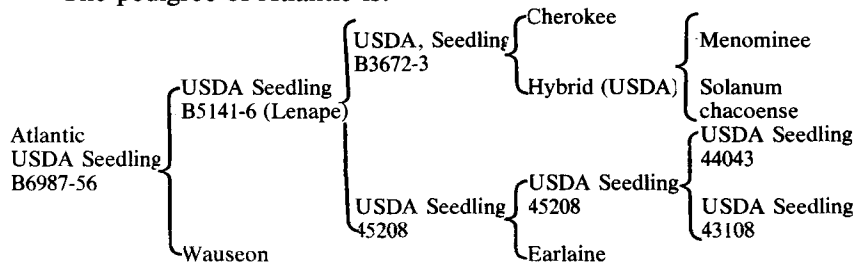 The pedigree of Atlantic is:
Cherokee
USDA, Seedling
B3672-3
Menominee
USDA Seedling
B5141-6 (Lenape)
Hybrid (USDA)
Solanum
chacoense
Atlantic
USDA Seedling
B6987-56
USDA Seedling
44043
USDA Seedling
45208
USDA Seedling
45208
USDA Seedling
43108
Wauseon
Earlaine